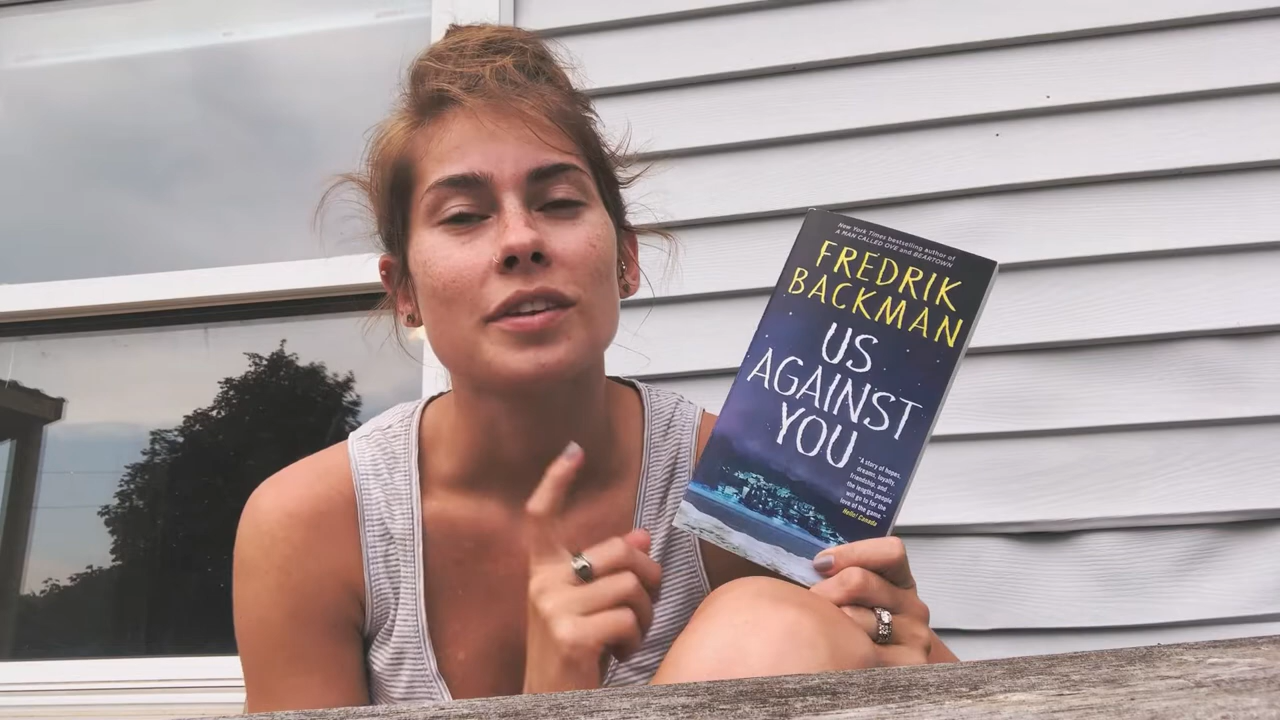 New York Times bestselling author of
A MAN CALLED OVE and BEARTOWN
FREDRIK
BACKMAN
US
AGAINST
YOU
"A story of hopes,
dreams, loyalty,
friendship, and . . .
the lengths people
will go to for the
love of the game."
Hello! Canada